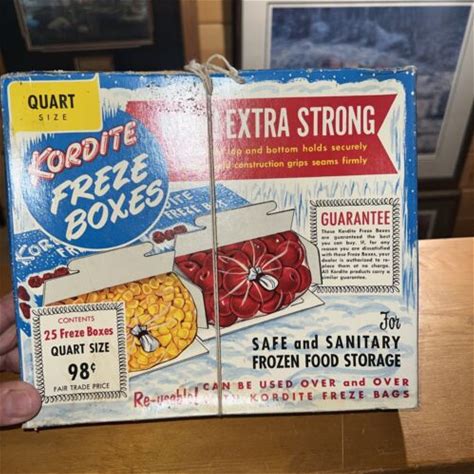 QUART
SIZE
KORDITE
FREZE
BOXES
EXTRA STRONG
top and bottom holds securely
construction grips seams firmly
GUARANTEE
These Kordite Freze Boxes
are guaranteed the best
you can buy. If, for any
reason you are dissatisfied
with these Freze Boxes, your
dealer is authorized to re-
place them at no charge.
All Kordite products carry a
similar guarantee.
CONTENTS
25 Freze Boxes
QUART SIZE
98¢
FAIR TRADE PRICE
For
SAFE and SANITARY
FROZEN FOOD STORAGE
Re-usable! CAN BE USED OVER and OVER
WITH KORDITE FREZE BAGS